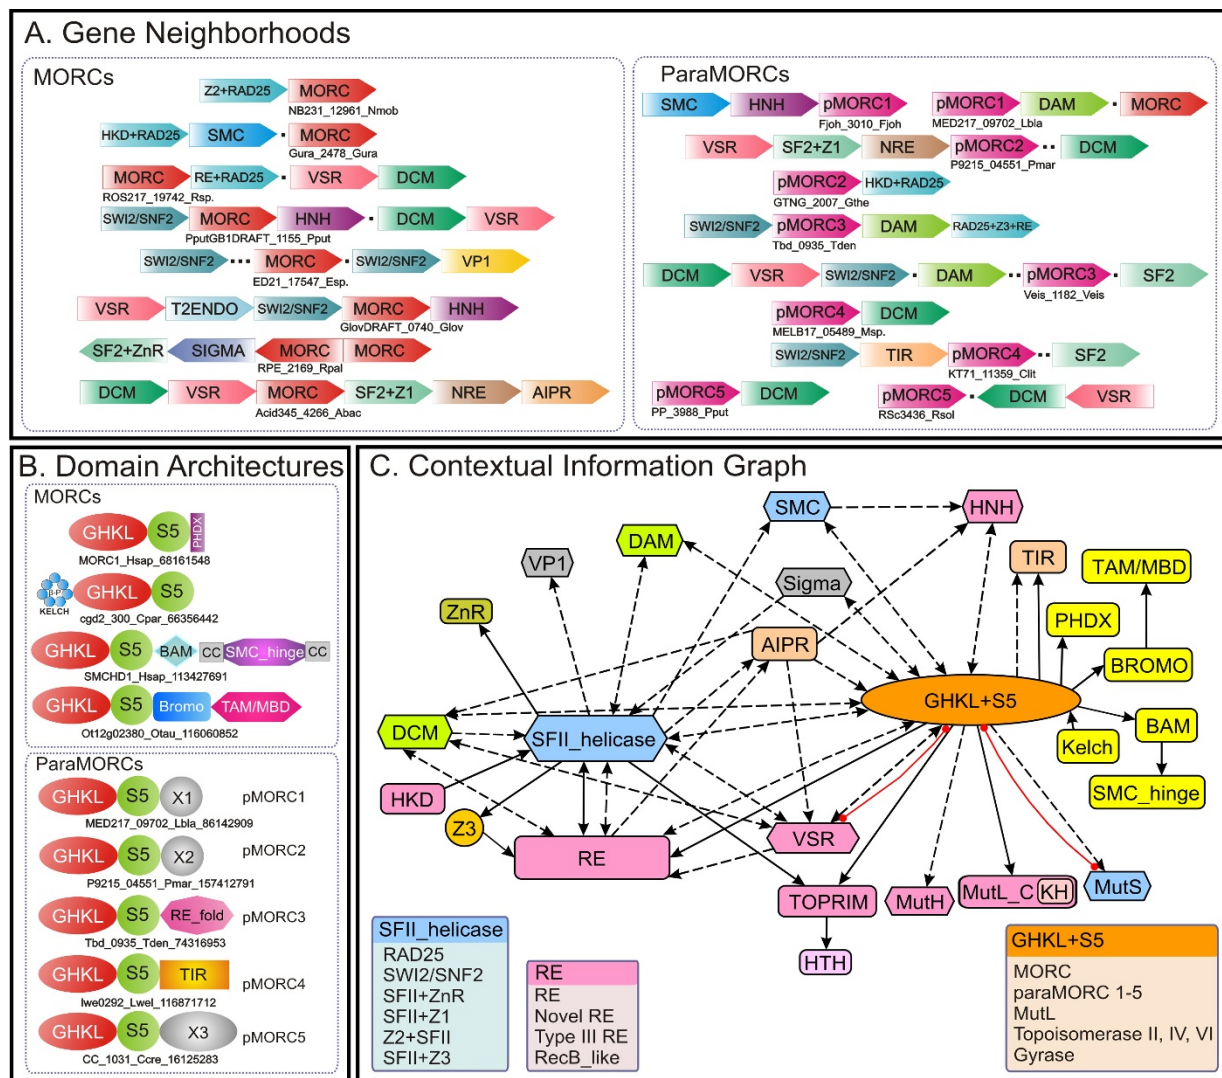 A. Gene Neighborhoods
MORCs
Z2+RAD25 MORC
NB231_12961_Nmob
HKD+RAD25 SMC MORC
Gura_2478_Gura
MORC RE+RAD25 VSR DCM
ROS217_19742_Rsp.
SWI2/SNF2 MORC HNH DCM VSR
PputGB1DRAFT_1155_Pput
SWI2/SNF2 MORC SWI2/SNF2 VP1
ED21_17547_Esp.
VSR T2ENDO SWI2/SNF2 MORC HNH
GlovDRAFT_0740_Glov
SF2+ZnR SIGMA MORC MORC
RPE_2169_Rpal
DCM VSR MORC SF2+Z1 NRE AIPR
Acid345_4266_Abac
ParaMORCs
SMC HNH pMORC1 pMORC1 DAM MORC
Fjoh_3010_Fjoh MED217_09702_Lbla
VSR SF2+Z1 NRE pMORC2 DCM
P9215_04551_Pmar
pMORC2 HKD+RAD25
GTNG_2007_Gthe
SWI2/SNF2 pMORC3 DAM RAD25+Z3+RE
Tbd_0935_Tden
DCM VSR SWI2/SNF2 DAM pMORC3 SF2
Veis_1182_Veis
pMORC4 DCM
MELB17_05489_Msp.
SWI2/SNF2 TIR pMORC4 SF2
KT71_11359_Clit
pMORC5 DCM pMORC5 DCM VSR
PP_3988_Pput RSc3436_Rsol
B. Domain Architectures
MORCs
GHKL S5 PHDX
MORC1_Hsap_68161548
β-P GHKL S5
KELCH
cgd2_300_Cpar_66356442
GHKL S5 BAM CC SMC_hinge CC
SMCHD1_Hsap_113427691
GHKL S5 Bromo TAM/MBD
Ot12g02380_Otau_116060852
ParaMORCs
GHKL S5 X1 pMORC1
MED217_09702_Lbla_86142909
GHKL S5 X2 pMORC2
P9215_04551_Pmar_157412791
GHKL S5 RE_fold pMORC3
Tbd_0935_Tden_74316953
GHKL S5 TIR pMORC4
lwe0292_Lwel_116871712
GHKL S5 X3 pMORC5
CC_1031_Ccre_16125283
C. Contextual Information Graph
SMC HNH
DAM
VP1 TIR
Sigma TAM/MBD
ZnR
PHDX
AIPR
BROMO
GHKL+S5
DCM SFII_helicase BAM
Kelch
HKD SMC_hinge
Z3 VSR
RE
TOPRIM MutH MutL_C KH MutS
HTH
SFII_helicase
RAD25
SWI2/SNF2
SFII+ZnR
SFII+Z1
Z2+SFII
SFII+Z3
RE
RE
Novel RE
Type III RE
RecB_like
GHKL+S5
MORC
paraMORC 1-5
MutL
Topoisomerase II, IV, VI
Gyrase